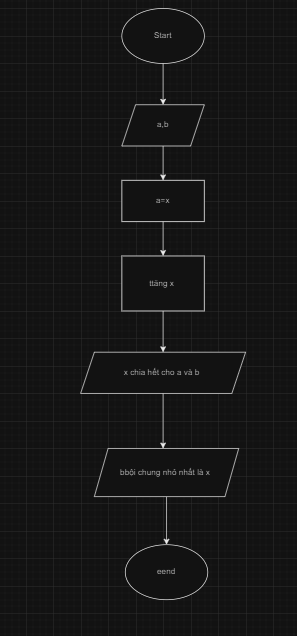 Start
a,b
a=x
ttăng x
x chia hết cho a và b
bbội chung nhỏ nhất là x
eend